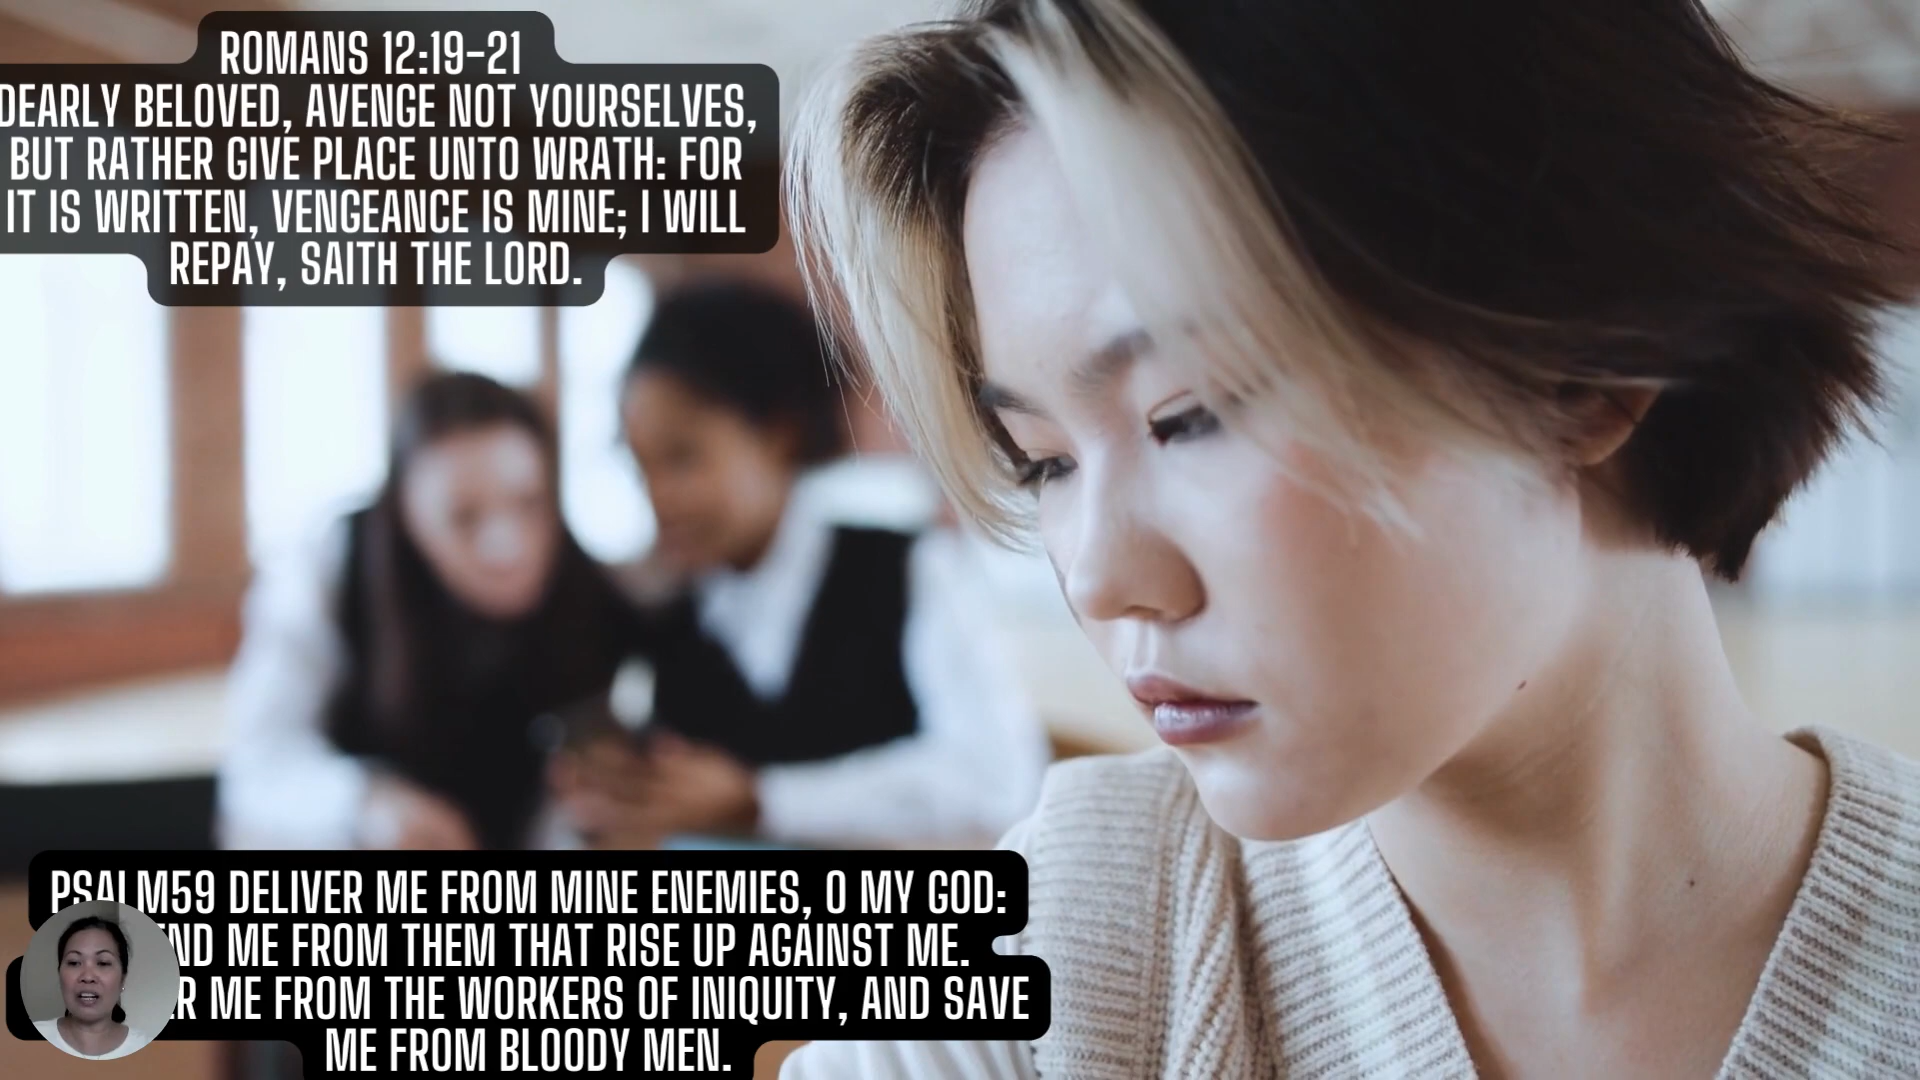 ROMANS 12:19-21
DEARLY BELOVED, AVENGE NOT YOURSELVES,
BUT RATHER GIVE PLACE UNTO WRATH: FOR
IT IS WRITTEN, VENGEANCE IS MINE; I WILL
REPAY, SAITH THE LORD.
PSALM59 DELIVER ME FROM MINE ENEMIES, O MY GOD:
ME FROM THEM THAT RISE UP AGAINST ME.
ME FROM THE WORKERS OF INIQUITY, AND SAVE
ME FROM BLOODY MEN.